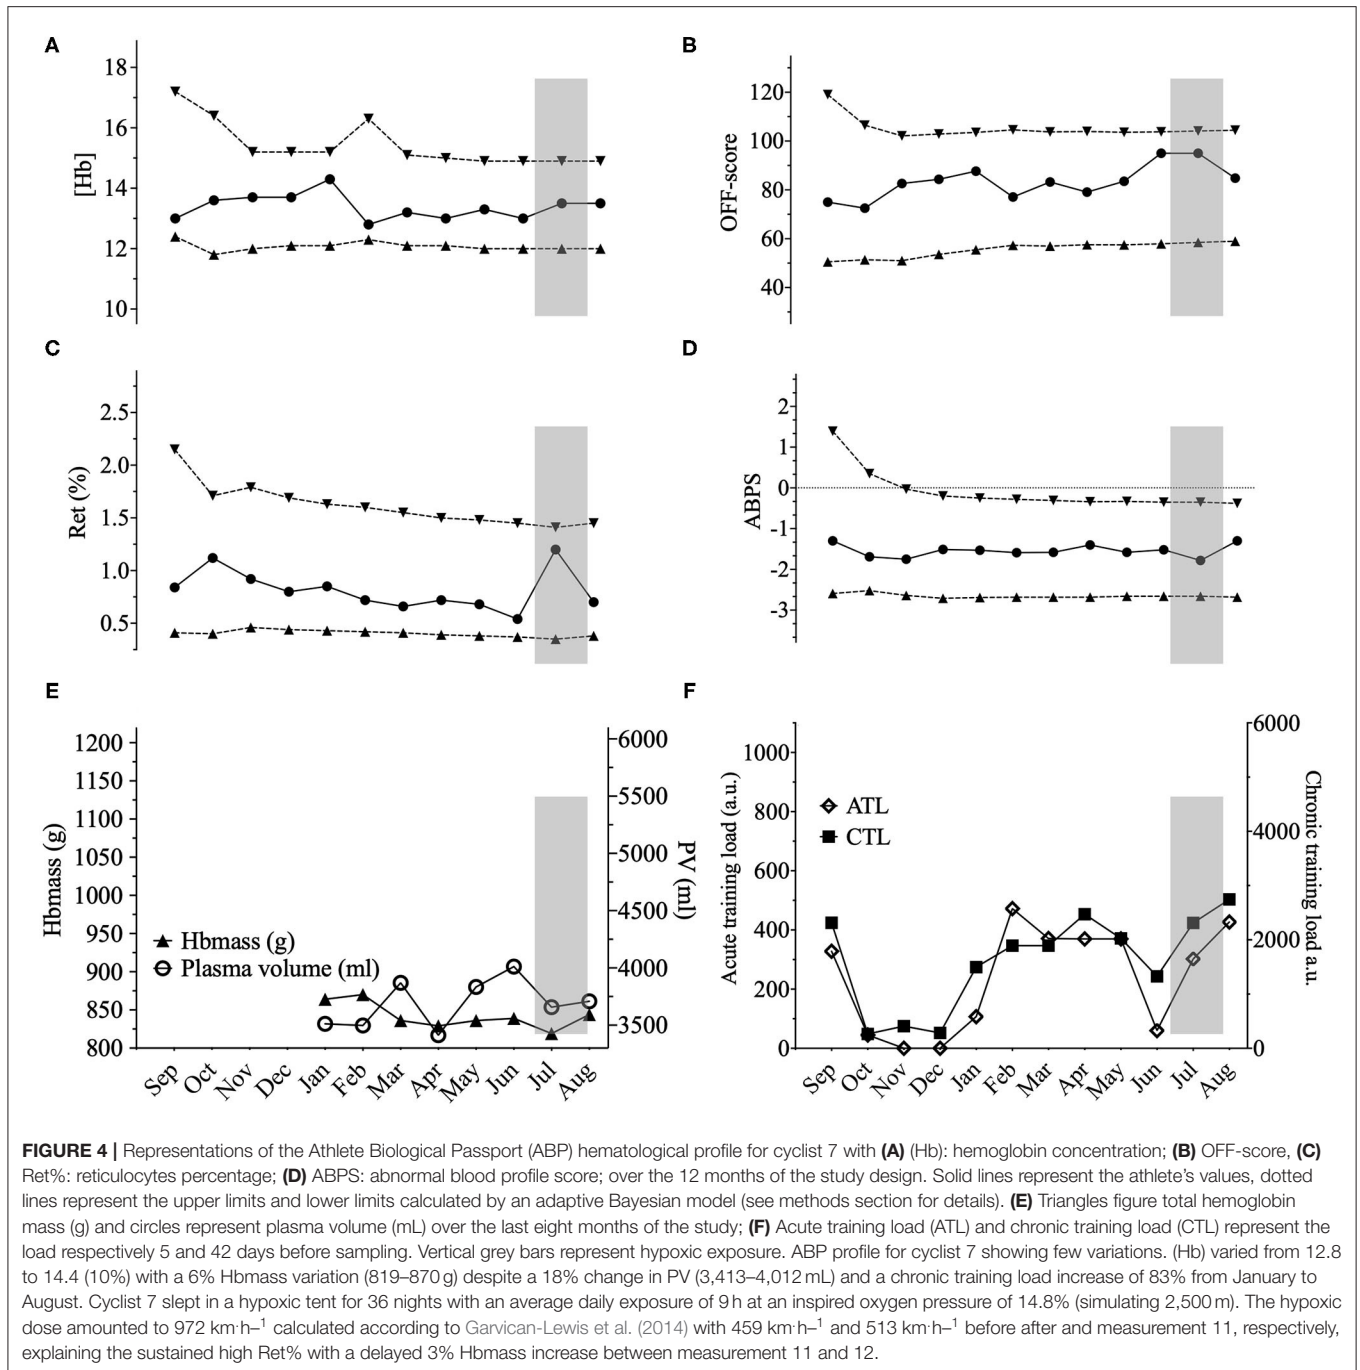 A
18
16
14
12
10
[Hb]
B
120
100
80
60
40
OFF-score
C
2.5
2.0
1.5
1.0
0.5
Ret (%)
D
2
1
0
-1
-2
-3
ABPS
E
1200
1150
1100
1050
1000
950
900
850
800
Hbmass (g)
6000
5500
5000
4500
4000
3500
PV (ml)
Hbmass (g)
Plasma volume (ml)
Sep Oct Nov Dec Jan Feb Mar Apr May Jun Jul Aug
F
1000
800
600
400
200
0
Acute training load (a.u.)
6000
4000
2000
0
Chronic training load a.u.
ATL
CTL
Sep Oct Nov Dec Jan Feb Mar Apr May Jun Jul Aug
FIGURE 4 | Representations of the Athlete Biological Passport (ABP) hematological profile for cyclist 7 with (A) (Hb): hemoglobin concentration; (B) OFF-score, (C)
Ret%: reticulocytes percentage; (D) ABPS: abnormal blood profile score; over the 12 months of the study design. Solid lines represent the athlete's values, dotted
lines represent the upper limits and lower limits calculated by an adaptive Bayesian model (see methods section for details). (E) Triangles figure total hemoglobin
mass (g) and circles represent plasma volume (mL) over the last eight months of the study; (F) Acute training load (ATL) and chronic training load (CTL) represent the
load respectively 5 and 42 days before sampling. Vertical grey bars represent hypoxic exposure. ABP profile for cyclist 7 showing few variations. (Hb) varied from 12.8
to 14.4 (10%) with a 6% Hbmass variation (819–870 g) despite a 18% change in PV (3,413–4,012 mL) and a chronic training load increase of 83% from January to
August. Cyclist 7 slept in a hypoxic tent for 36 nights with an average daily exposure of 9 h at an inspired oxygen pressure of 14.8% (simulating 2,500 m). The hypoxic
dose amounted to 972 km·h–¹ calculated according to Garvican-Lewis et al. (2014) with 459 km·h–¹ and 513 km·h–¹ before after and measurement 11, respectively,
explaining the sustained high Ret% with a delayed 3% Hbmass increase between measurement 11 and 12.